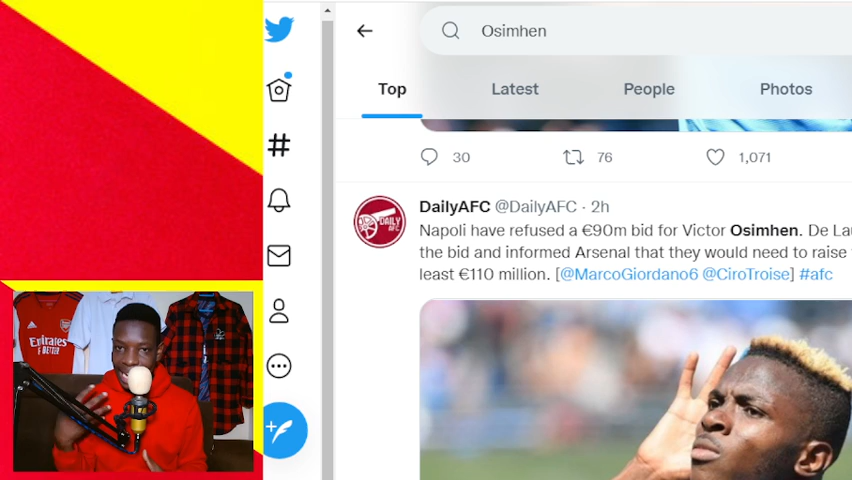 Osimhen
Top
Latest
People
Photos
30
76
1,071
DAILY
AFC
DailyAFC @DailyAFC · 2h
Napoli have refused a €90m bid for Victor Osimhen. De Lau
the bid and informed Arsenal that they would need to raise
least €110 million. [@MarcoGiordano6 @CiroTroise] #afc
Emirates
FLY BETTER